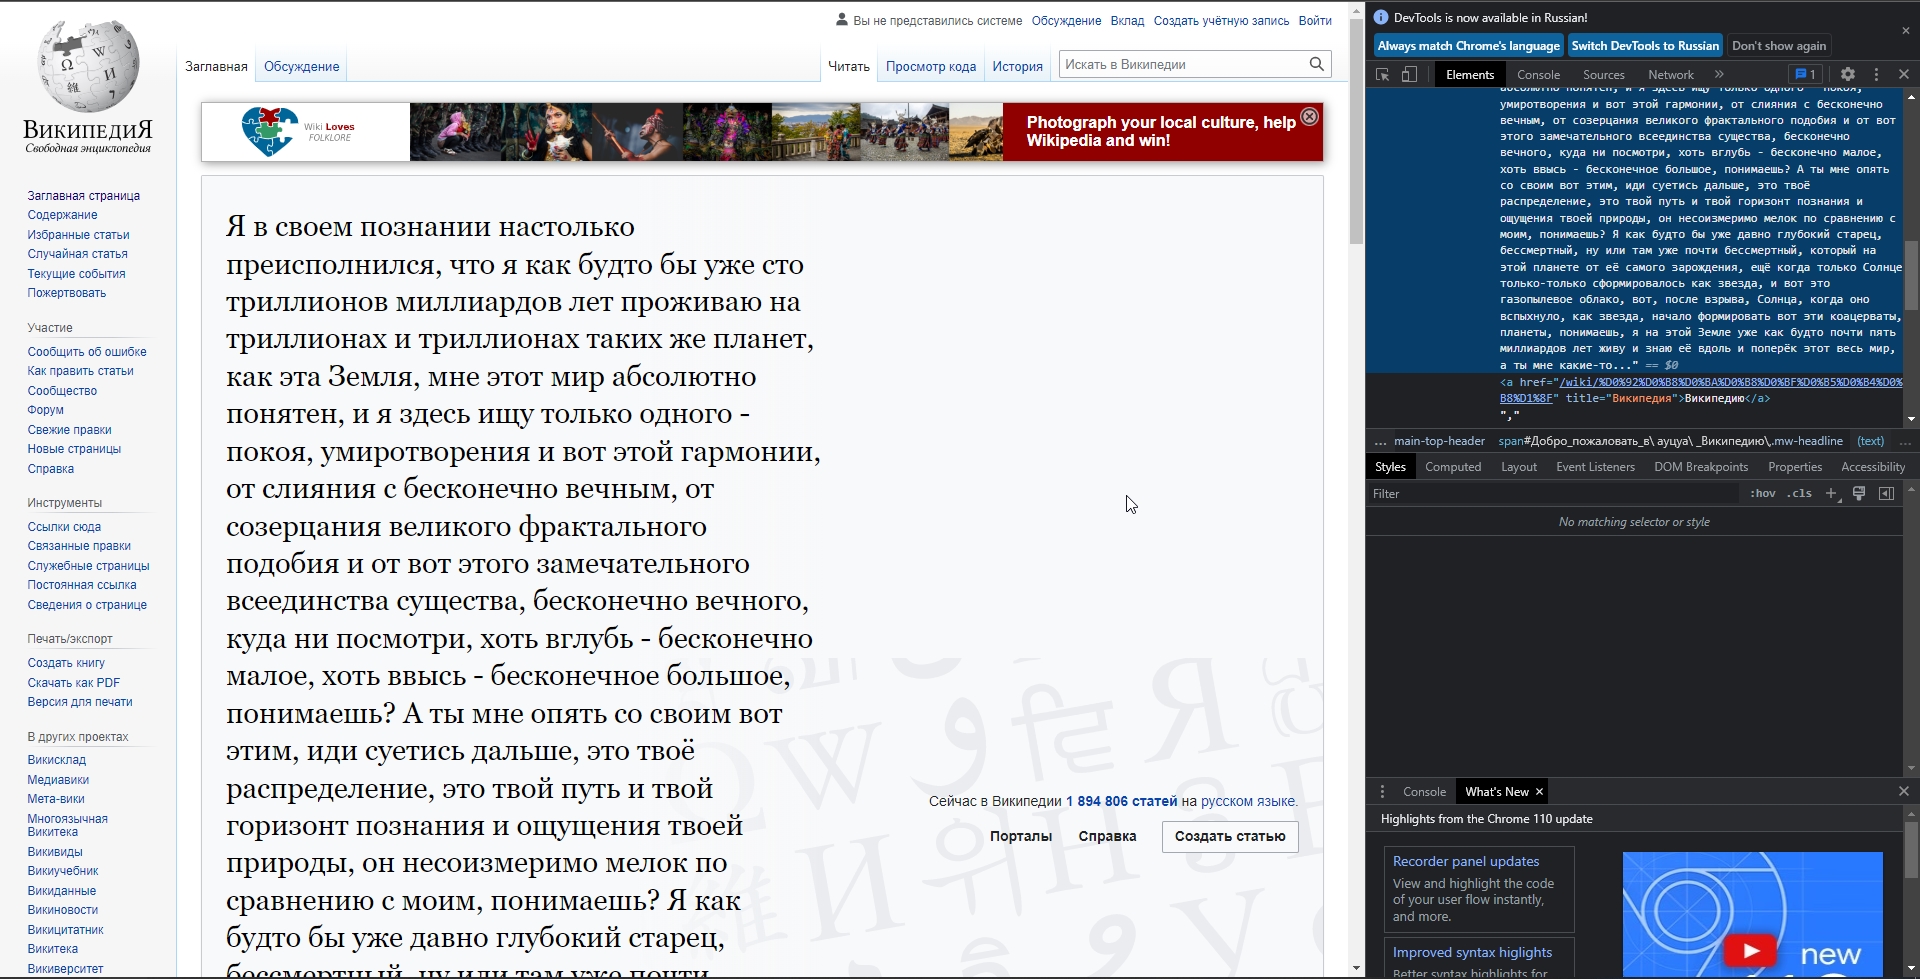 ВикипедиЯ
Свободная энциклопедия
Заглавная страница
Содержание
Избранные статьи
Случайная статья
Текущие события
Пожертвовать
Участие
Сообщить об ошибке
Как править статьи
Сообщество
Форум
Свежие правки
Новые страницы
Справка
Инструменты
Ссылки сюда
Связанные правки
Служебные страницы
Постоянная ссылка
Сведения о странице
Печать/экспорт
Создать книгу
Скачать как PDF
Версия для печати
В других проектах
Викисклад
Медиавики
Мета-вики
Многоязычная
Викитека
Викивиды
Викиучебник
Викиданные
Викиновости
Викицитатник
Викитека
Викиверситет
Вы не представились системе Обсуждение Вклад Создать учётную запись Войти
Заглавная Обсуждение Читать Просмотр кода История Искать в Википедии
Wiki Loves
FOLKLORE
Photograph your local culture, help
Wikipedia and win!
Я в своем познании настолько
преисполнился, что я как будто бы уже сто
триллионов миллиардов лет проживаю на
триллионах и триллионах таких же планет,
как эта Земля, мне этот мир абсолютно
понятен, и я здесь ищу только одного -
покоя, умиротворения и вот этой гармонии,
от слияния с бесконечно вечным, от
созерцания великого фрактального
подобия и от вот этого замечательного
всеединства существа, бесконечно вечного,
куда ни посмотри, хоть вглубь - бесконечно
малое, хоть ввысь - бесконечное большое,
понимаешь? А ты мне опять со своим вот
этим, иди суетись дальше, это твоё
распределение, это твой путь и твой
горизонт познания и ощущения твоей
природы, он несоизмеримо мелок по
сравнению с моим, понимаешь? Я как
будто бы уже давно глубокий старец,
бессмертный, ну или там уже почти
Сейчас в Википедии 1 894 806 статей на русском языке.
Порталы Справка Создать статью
DevTools is now available in Russian!
Always match Chrome's language Switch DevTools to Russian Don't show again
Elements Console Sources Network » 1
абсолютно понятен, и я здесь ищу только одного - покоя,
умиротворения и вот этой гармонии, от слияния с бесконечно
вечным, от созерцания великого фрактального подобия и от вот
этого замечательного всеединства существа, бесконечно
вечного, куда ни посмотри, хоть вглубь - бесконечно малое,
хоть ввысь - бесконечное большое, понимаешь? А ты мне опять
со своим вот этим, иди суетись дальше, это твоё
распределение, это твой путь и твой горизонт познания и
ощущения твоей природы, он несоизмеримо мелок по сравнению с
моим, понимаешь? Я как будто бы уже давно глубокий старец,
бессмертный, ну или там уже почти бессмертный, который на
этой планете от её самого зарождения, ещё когда только Солнце
только-только сформировалось как звезда, и вот это
газопылевое облако, вот, после взрыва, Солнца, когда оно
вспыхнуло, как звезда, начало формировать вот эти коацерваты,
планеты, понимаешь, я на этой Земле уже как будто почти пять
миллиардов лет живу и знаю её вдоль и поперёк этот весь мир,
а ты мне какие-то..." == $0
<a href="/wiki/%D0%92%D0%B8%D0%BA%D0%B8%D0%BF%D0%B5%D0%B4%D0%
B8%D1%8F" title="Википедия">Википедию</a>
","
... main-top-header span#Добро_пожаловать_в\ ауцуа\ _Википедию\.mw-headline (text) ...
Styles Computed Layout Event Listeners DOM Breakpoints Properties Accessibility
Filter :hov .cls +
No matching selector or style
Console What's New ×
Highlights from the Chrome 110 update
Recorder panel updates
View and highlight the code
of your user flow instantly,
and more.
Improved syntax higlights
Better syntax highlights for
new